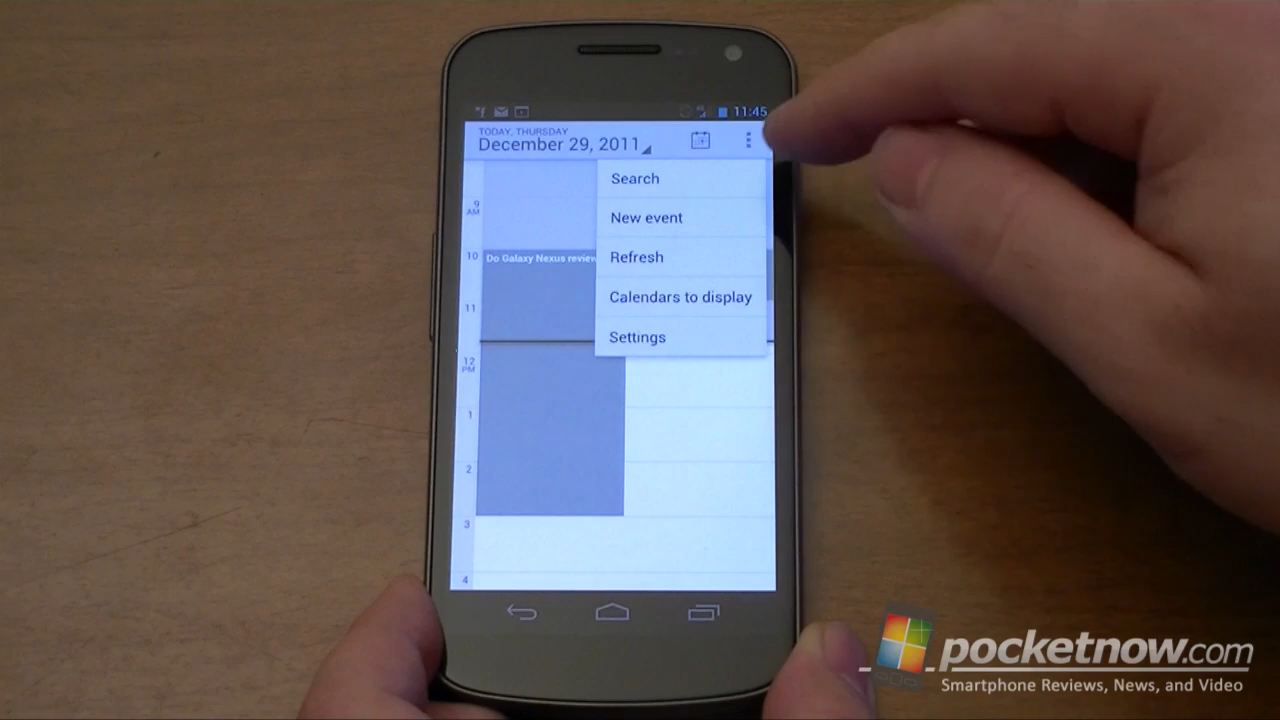 11:45
TODAY, THURSDAY
December 29, 2011
Search
9
AM
New event
10
Do Galaxy Nexus review
Refresh
Calendars to display
11
Settings
12
PM
1
2
3
4
pocketnow.com
Smartphone Reviews, News, and Video